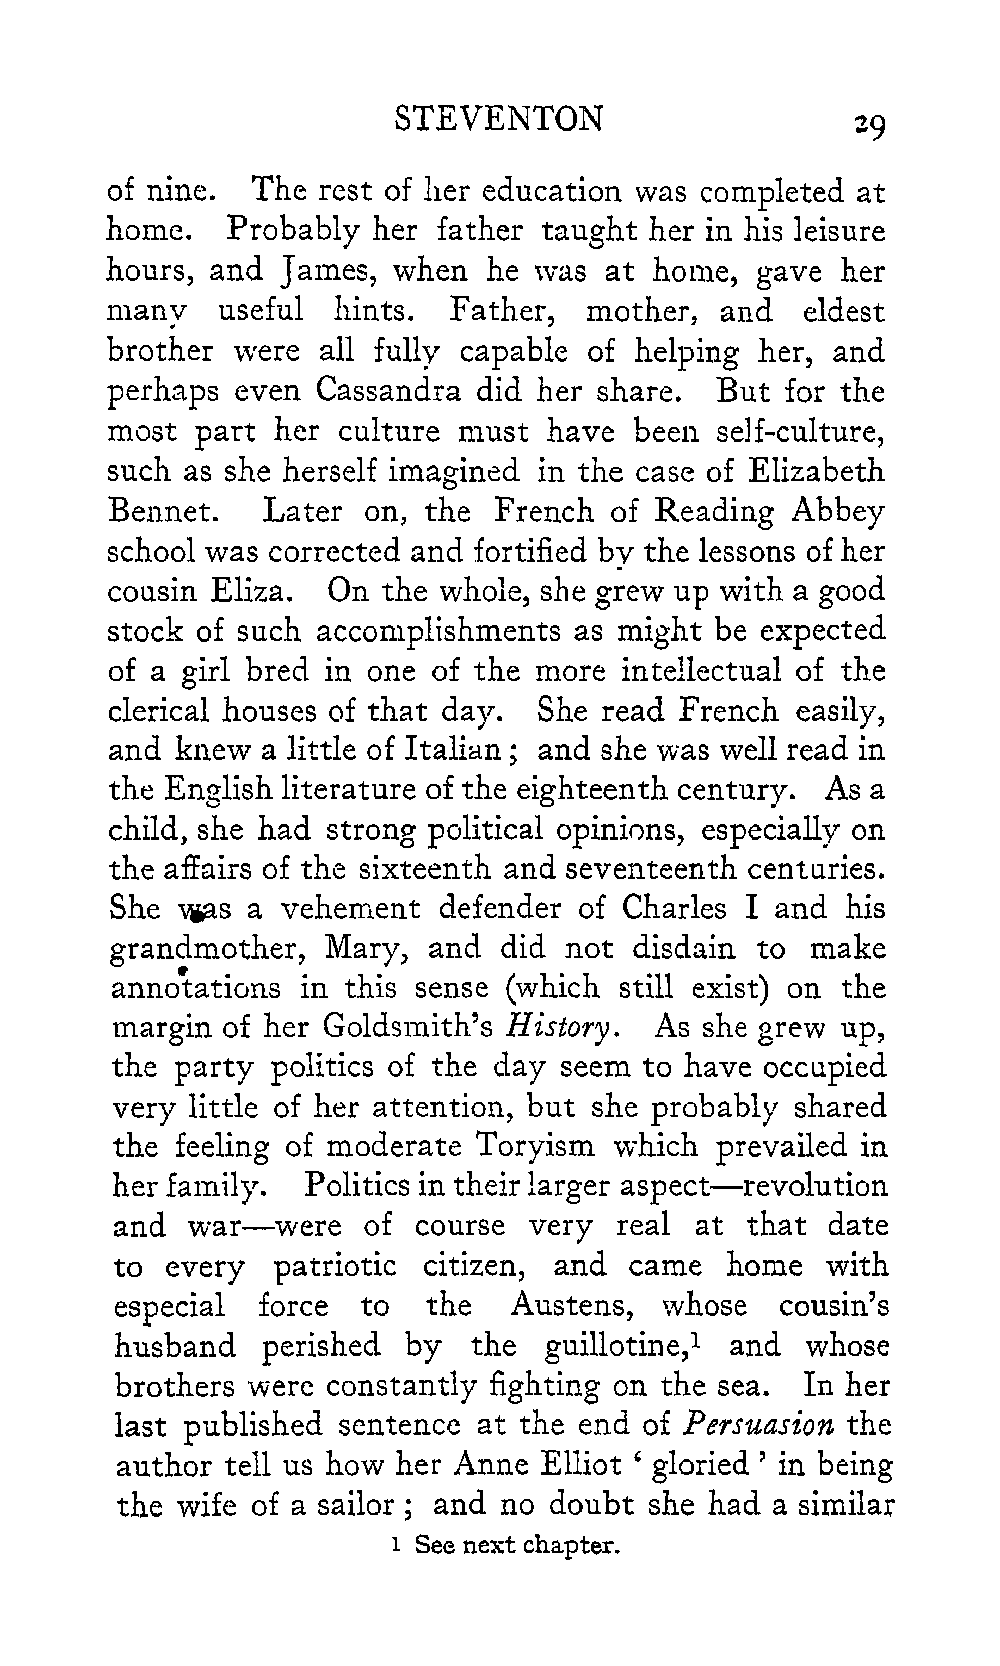 STEVENTON 29
of nine. The rest of her education was completed at
home. Probably her father taught her in his leisure
hours, and James, when he was at home, gave her
many useful hints. Father, mother, and eldest
brother were all fully capable of helping her, and
perhaps even Cassandra did her share. But for the
most part her culture must have been self-culture,
such as she herself imagined in the case of Elizabeth
Bennet. Later on, the French of Reading Abbey
school was corrected and fortified by the lessons of her
cousin Eliza. On the whole, she grew up with a good
stock of such accomplishments as might be expected
of a girl bred in one of the more intellectual of the
clerical houses of that day. She read French easily,
and knew a little of Italian ; and she was well read in
the English literature of the eighteenth century. As a
child, she had strong political opinions, especially on
the affairs of the sixteenth and seventeenth centuries.
She was a vehement defender of Charles I and his
grandmother, Mary, and did not disdain to make
annotations in this sense (which still exist) on the
margin of her Goldsmith's History. As she grew up,
the party politics of the day seem to have occupied
very little of her attention, but she probably shared
the feeling of moderate Toryism which prevailed in
her family. Politics in their larger aspect—revolution
and war—were of course very real at that date
to every patriotic citizen, and came home with
especial force to the Austens, whose cousin's
husband perished by the guillotine,¹ and whose
brothers were constantly fighting on the sea. In her
last published sentence at the end of Persuasion the
author tell us how her Anne Elliot ‘ gloried ’ in being
the wife of a sailor ; and no doubt she had a similar
1 See next chapter.